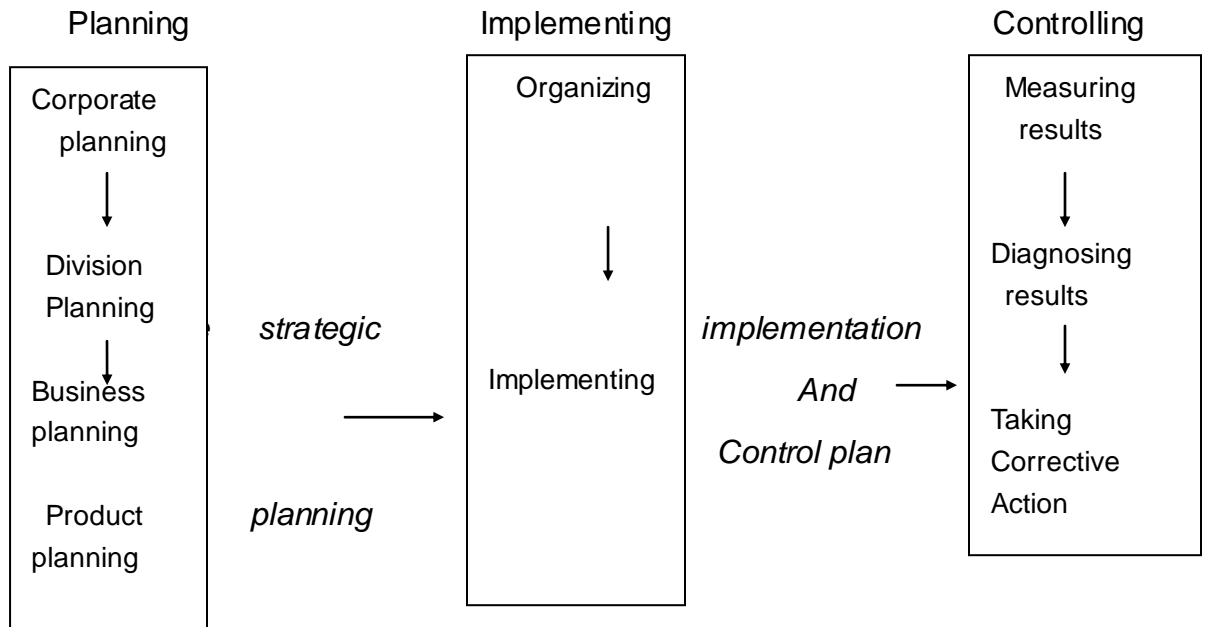 Planning
Implementing
Controlling
Corporate
planning
Division
Planning
Business
planning
Product
planning
strategic
planning
Organizing
Implementing
implementation
And
Control plan
Measuring
results
Diagnosing
results
Taking
Corrective
Action